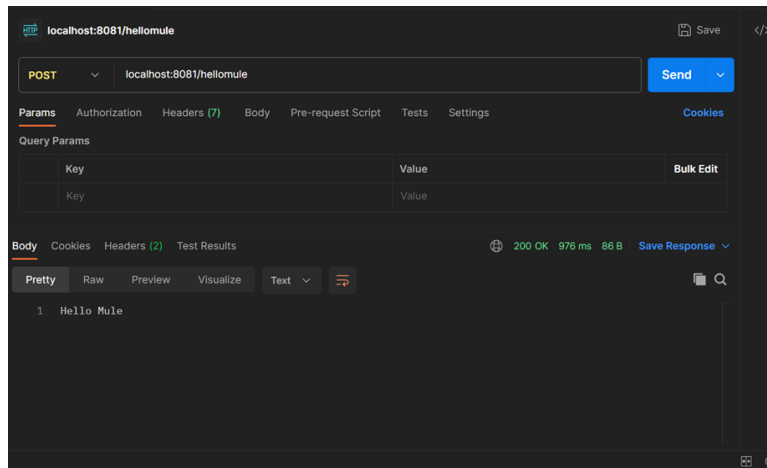 HTTP localhost:8081/hellomule Save </>
POST localhost:8081/hellomule Send
Params Authorization Headers (7) Body Pre-request Script Tests Settings Cookies
Query Params
Key Value Bulk Edit
Key Value
Body Cookies Headers (2) Test Results 200 OK 976 ms 86 B Save Response
Pretty Raw Preview Visualize Text
1 Hello Mule